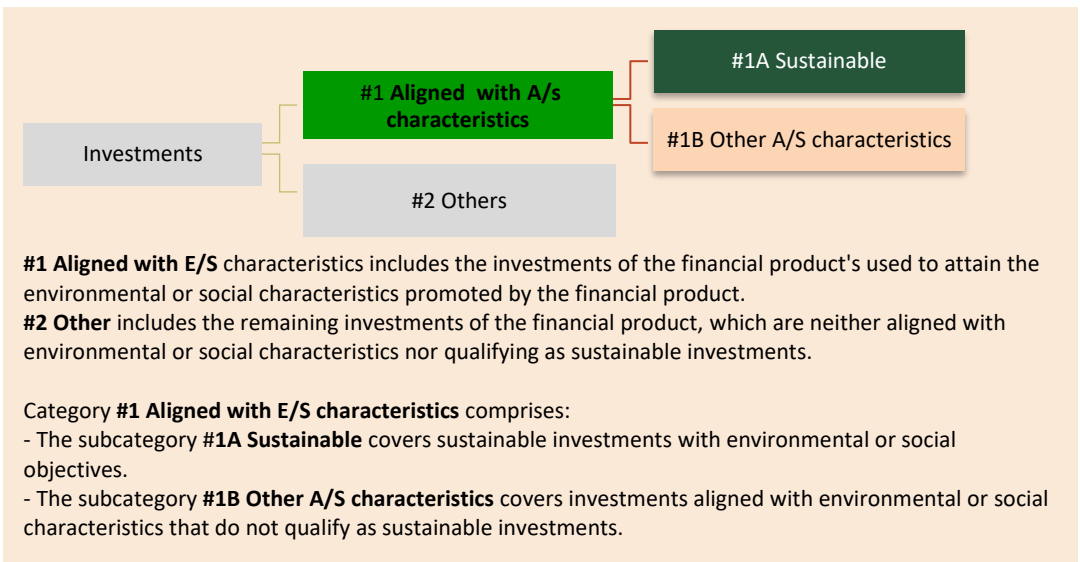 #1A Sustainable
#1 Aligned with A/s
characteristics
#1B Other A/S characteristics
Investments
#2 Others
#1 Aligned with E/S characteristics includes the investments of the financial product's used to attain the
environmental or social characteristics promoted by the financial product.
#2 Other includes the remaining investments of the financial product, which are neither aligned with
environmental or social characteristics nor qualifying as sustainable investments.
Category #1 Aligned with E/S characteristics comprises:
- The subcategory #1A Sustainable covers sustainable investments with environmental or social
objectives.
- The subcategory #1B Other A/S characteristics covers investments aligned with environmental or social
characteristics that do not qualify as sustainable investments.